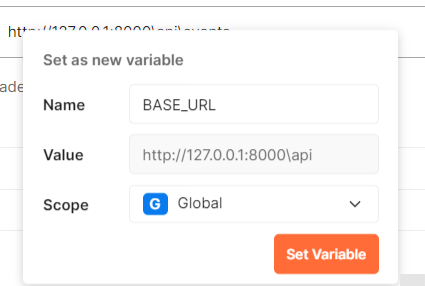 http://127.0.0.1:8000\api\events
Set as new variable
ade
Name BASE_URL
Value http://127.0.0.1:8000\api
Scope G Global
Set Variable